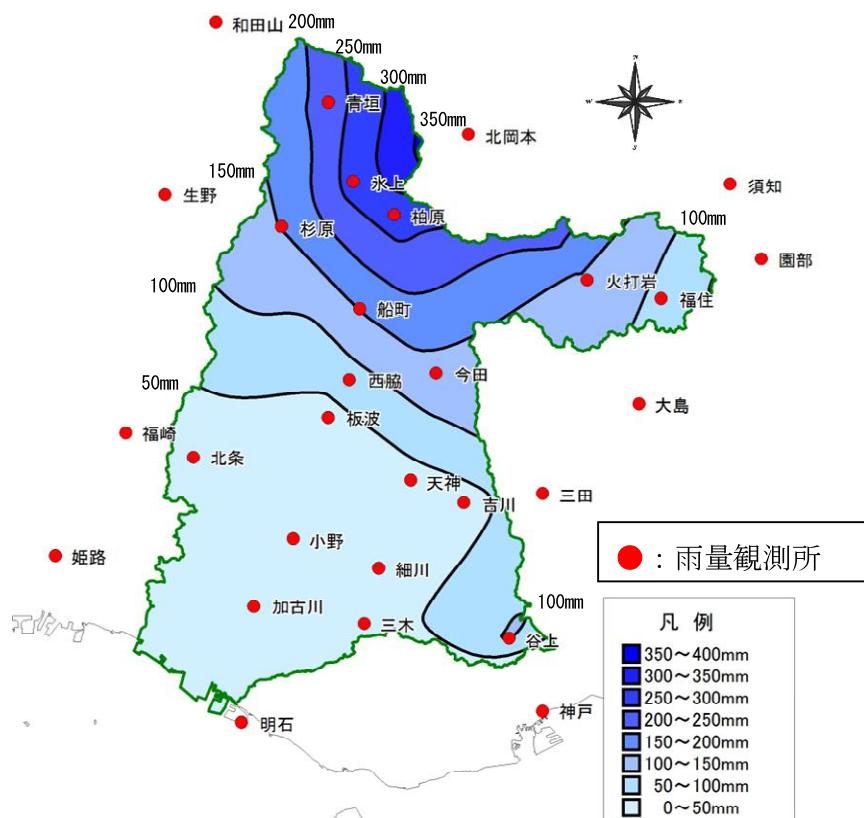 和田山
200mm
250mm
300mm
350mm
青垣
北岡本
N
W
E
S
150mm
生野
氷上
柏原
杉原
須知
100mm
園部
火打岩
福住
100mm
船町
今田
西脇
50mm
板波
大島
福崎
北条
天神
吉川
三田
小野
姫路
細川
●：雨量観測所
加古川
三木
100mm
谷上
神戸
明石
凡 例
350～400mm
300～350mm
250～300mm
200～250mm
150～200mm
100～150mm
50～100mm
0～50mm